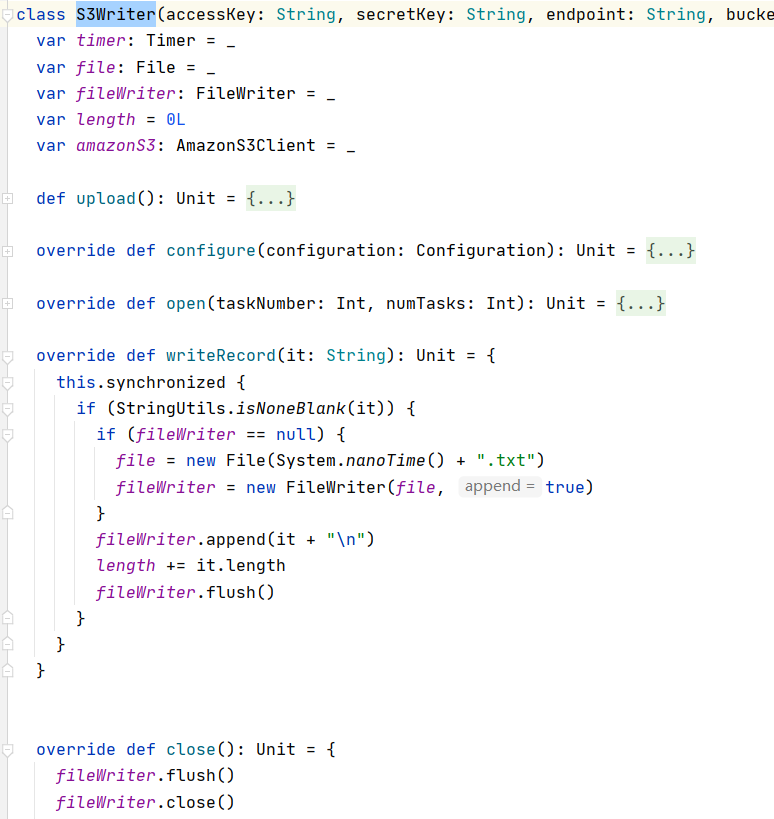 class S3Writer(accessKey: String, secretKey: String, endpoint: String, bucke
var timer: Timer = _
var file: File = _
var fileWriter: FileWriter = _
var length = 0L
var amazonS3: AmazonS3Client = _
def upload(): Unit = {...}
override def configure(configuration: Configuration): Unit = {...}
override def open(taskNumber: Int, numTasks: Int): Unit = {...}
override def writeRecord(it: String): Unit = {
this.synchronized {
if (StringUtils.isNoneBlank(it)) {
if (fileWriter == null) {
file = new File(System.nanoTime() + ".txt")
fileWriter = new FileWriter(file, append = true)
}
fileWriter.append(it + "\n")
length += it.length
fileWriter.flush()
}
}
}
override def close(): Unit = {
fileWriter.flush()
fileWriter.close()